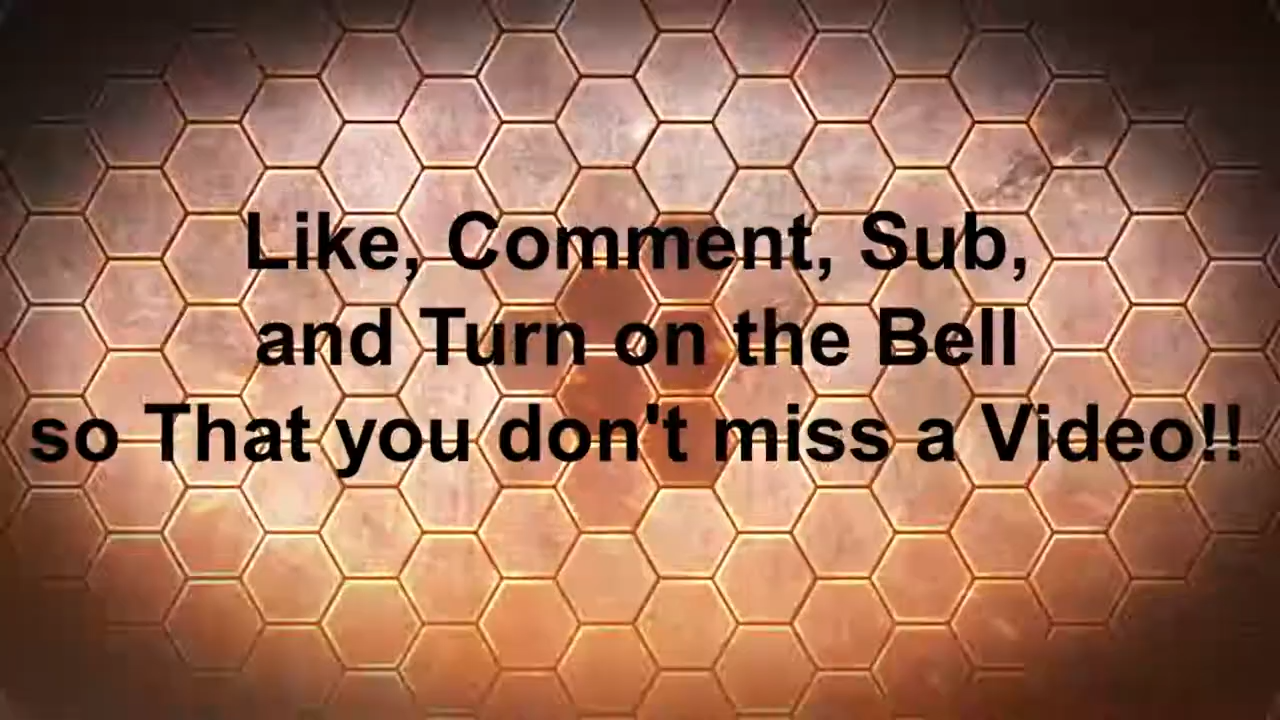 Like, Comment, Sub,
and Turn on the Bell
so That you don't miss a Video!!